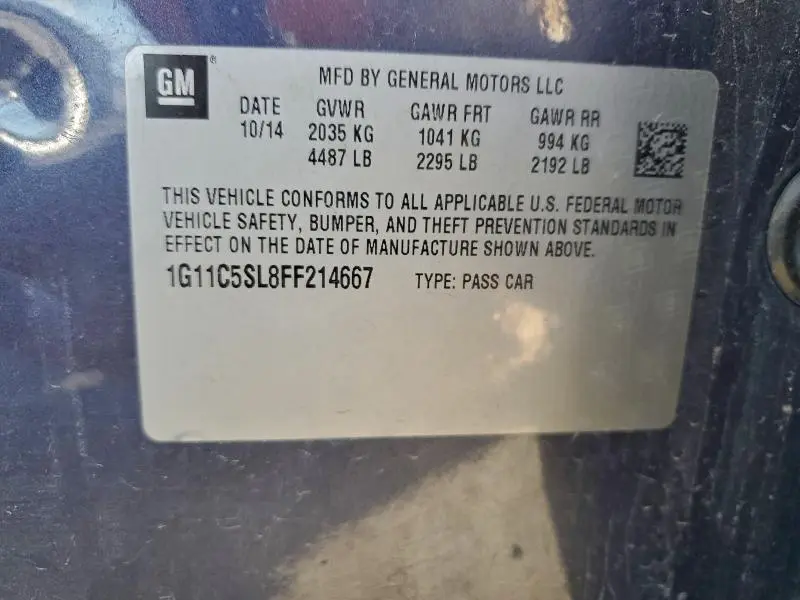 GM
MFD BY GENERAL MOTORS LLC
DATE GVWR GAWR FRT GAWR RR
10/14 2035 KG 1041 KG 994 KG
4487 LB 2295 LB 2192 LB
THIS VEHICLE CONFORMS TO ALL APPLICABLE U.S. FEDERAL MOTOR
VEHICLE SAFETY, BUMPER, AND THEFT PREVENTION STANDARDS IN
EFFECT ON THE DATE OF MANUFACTURE SHOWN ABOVE.
1G11C5SL8FF214667 TYPE: PASS CAR